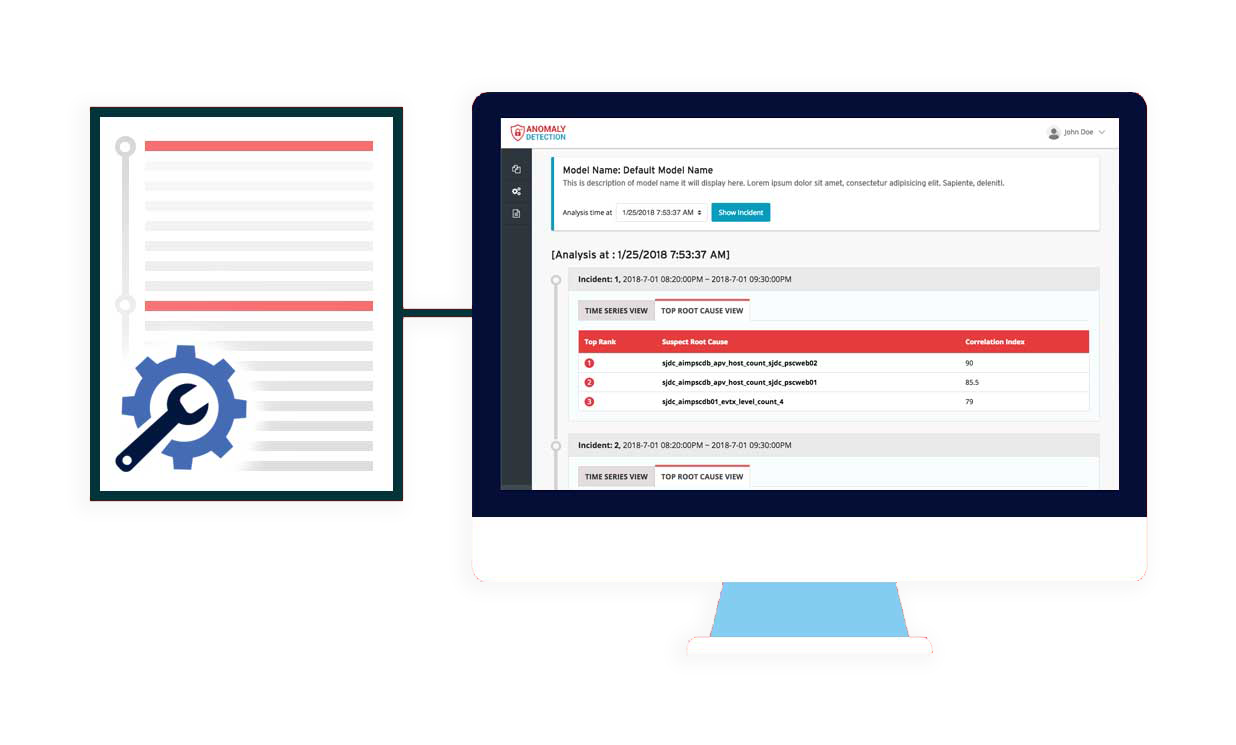 ANOMALY
DETECTION
John Doe
Model Name: Default Model Name
This is description of model name it will display here. Lorem ipsum dolor sit amet, consectetur adipisicing elit. Sapiente, deleniti.
Analysis time at 1/25/2018 7:53:37 AM Show Incident
[Analysis at : 1/25/2018 7:53:37 AM]
Incident: 1, 2018-7-01 08:20:00PM ~ 2018-7-01 09:30:00PM
TIME SERIES VIEW TOP ROOT CAUSE VIEW
Top Rank Suspect Root Cause Correlation Index
1 sjdc_aimpscdb_apv_host_count_sjdc_pscweb02 90
2 sjdc_aimpscdb_apv_host_count_sjdc_pscweb01 85.5
3 sjdc_aimpscdb01_evtx_level_count_4 79
Incident: 2, 2018-7-01 08:20:00PM ~ 2018-7-01 09:30:00PM
TIME SERIES VIEW TOP ROOT CAUSE VIEW